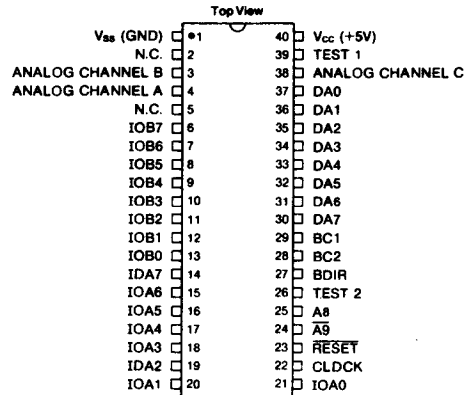 Top View
Vss (GND) 1 40 Vcc (+5V)
N.C. 2 39 TEST 1
ANALOG CHANNEL B 3 38 ANALOG CHANNEL C
ANALOG CHANNEL A 4 37 DA0
N.C. 5 36 DA1
IOB7 6 35 DA2
IOB6 7 34 DA3
IOB5 8 33 DA4
IOB4 9 32 DA5
IOB3 10 31 DA6
IOB2 11 30 DA7
IOB1 12 29 BC1
IOB0 13 28 BC2
IDA7 14 27 BDIR
IOA6 15 26 TEST 2
IOA5 16 25 A8
IOA4 17 24 A9
IOA3 18 23 RESET
IDA2 19 22 CLDCK
IOA1 20 21 IOA0